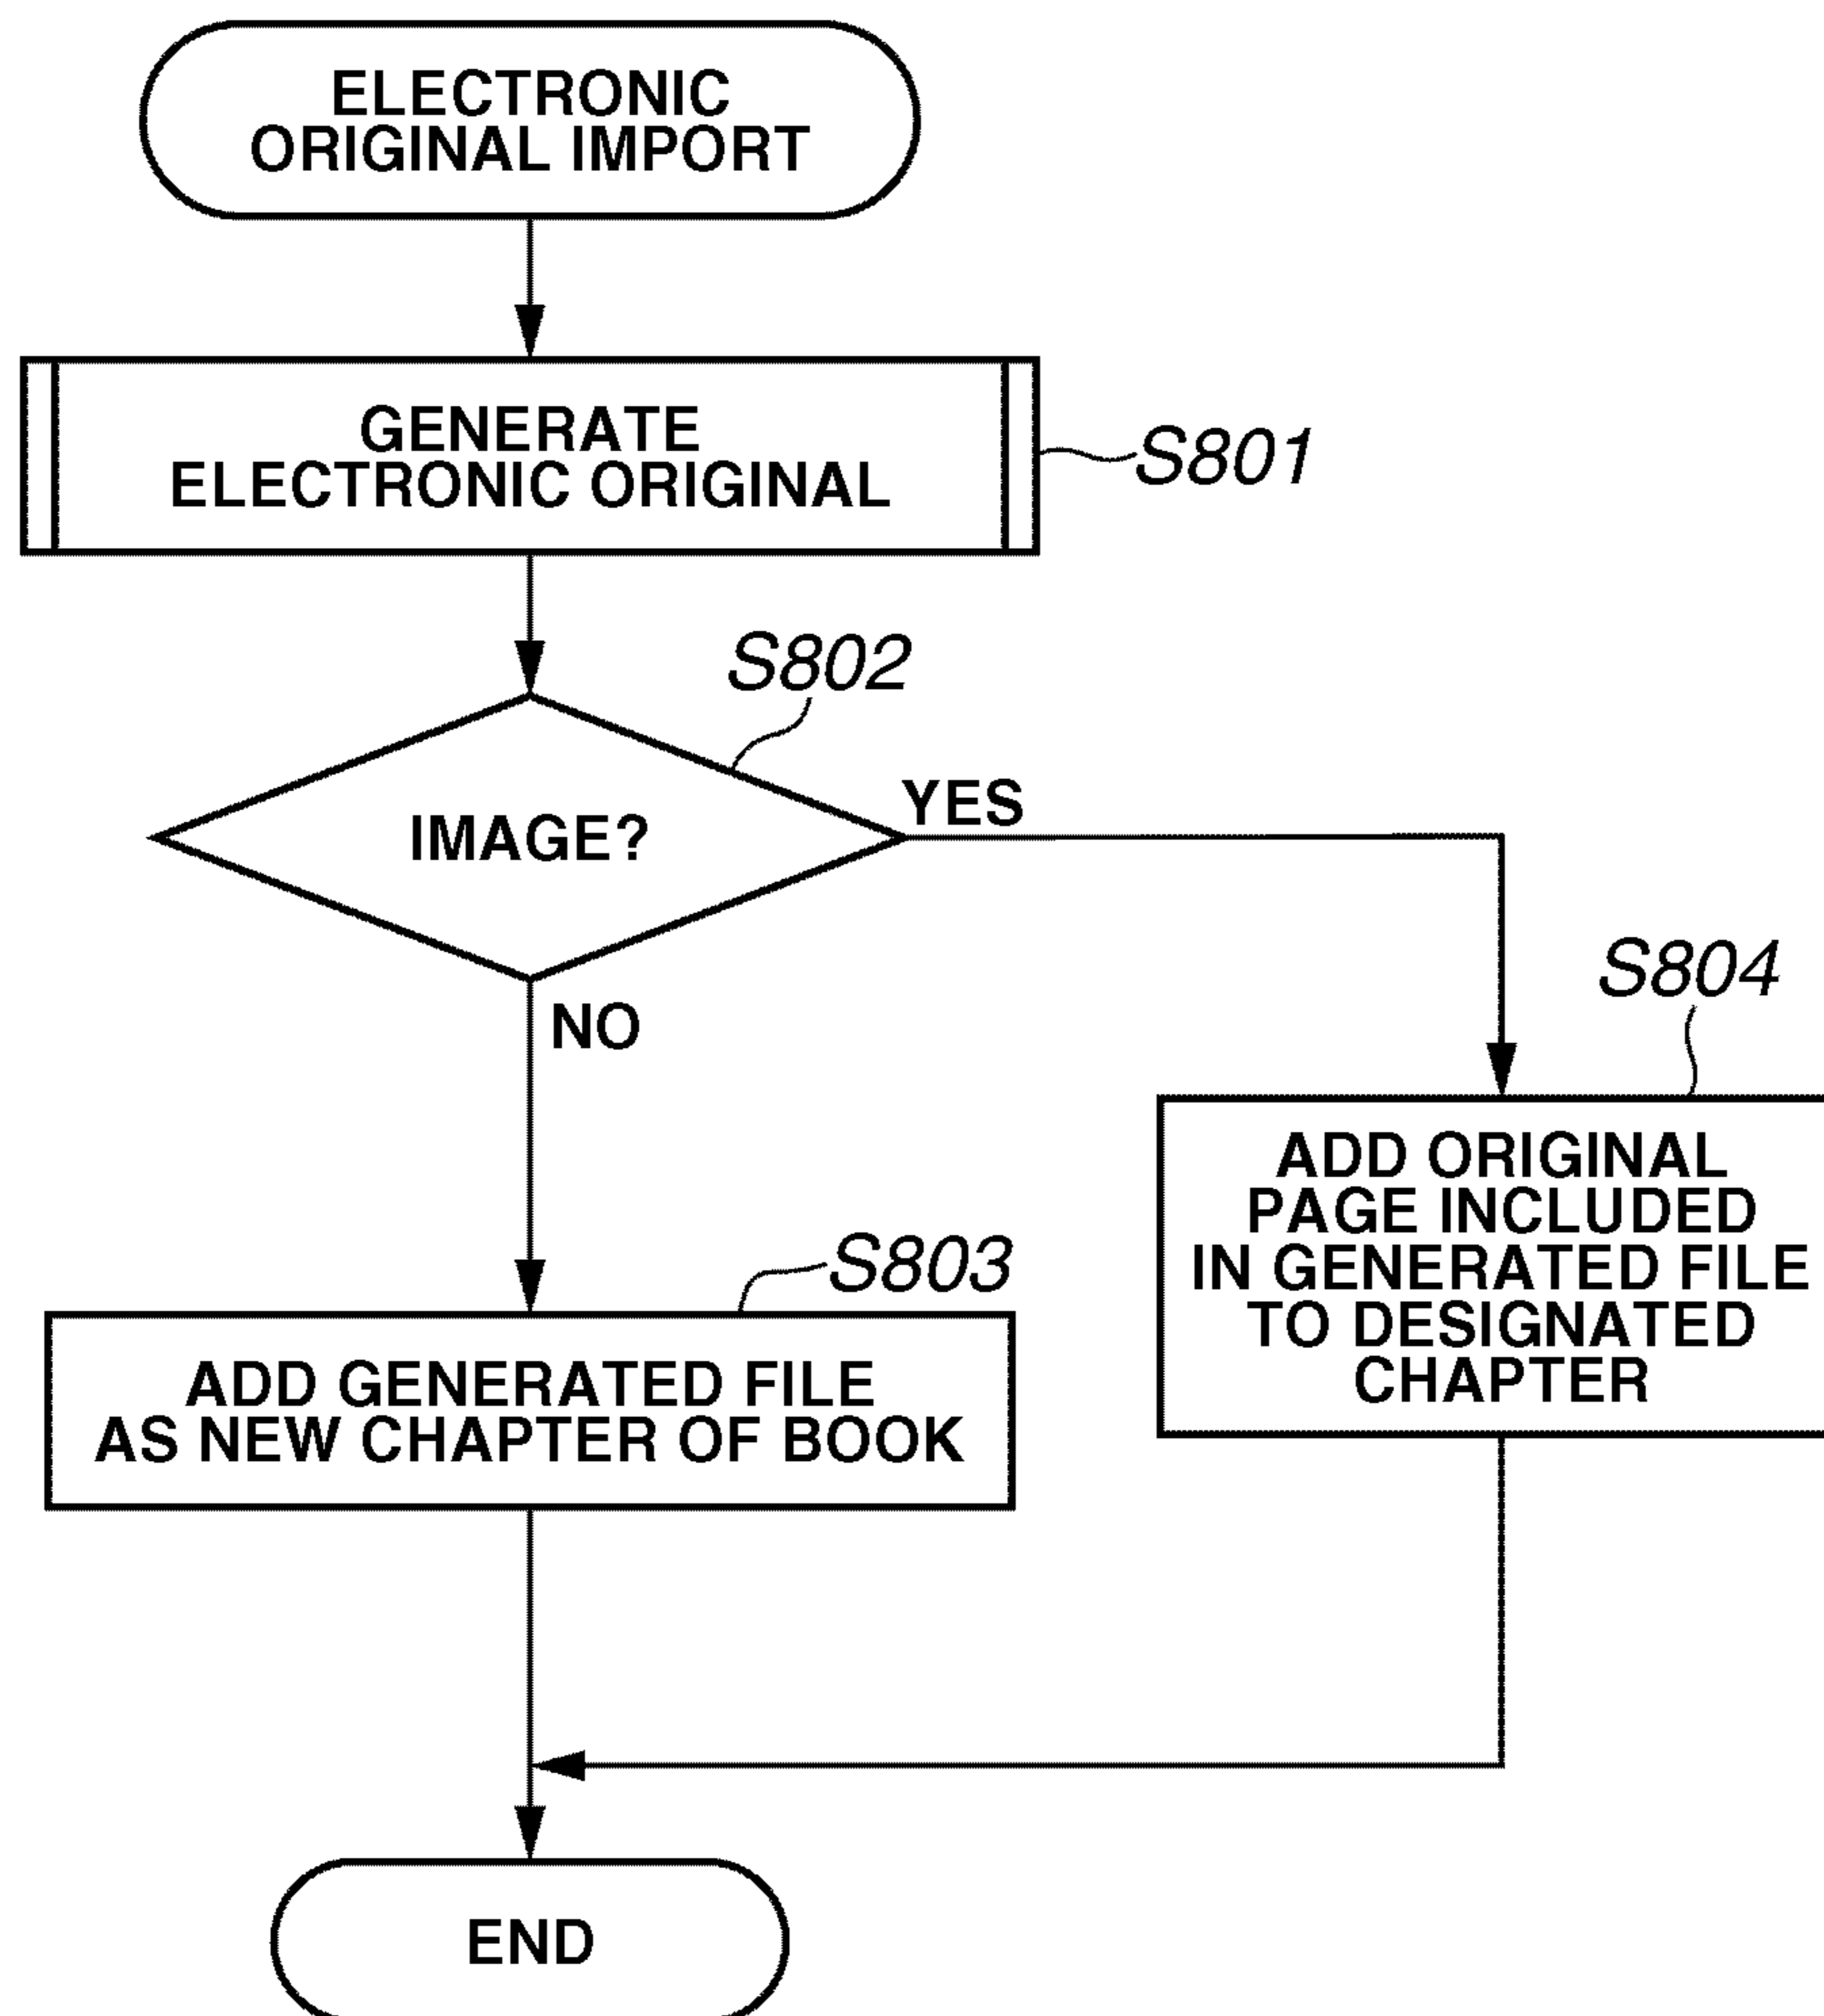 ELECTRONIC
ORIGINAL IMPORT
GENERATE
ELECTRONIC ORIGINAL
S801
S802
IMAGE?
YES
NO
S804
ADD ORIGINAL
PAGE INCLUDED
IN GENERATED FILE
TO DESIGNATED
CHAPTER
S803
ADD GENERATED FILE
AS NEW CHAPTER OF BOOK
END